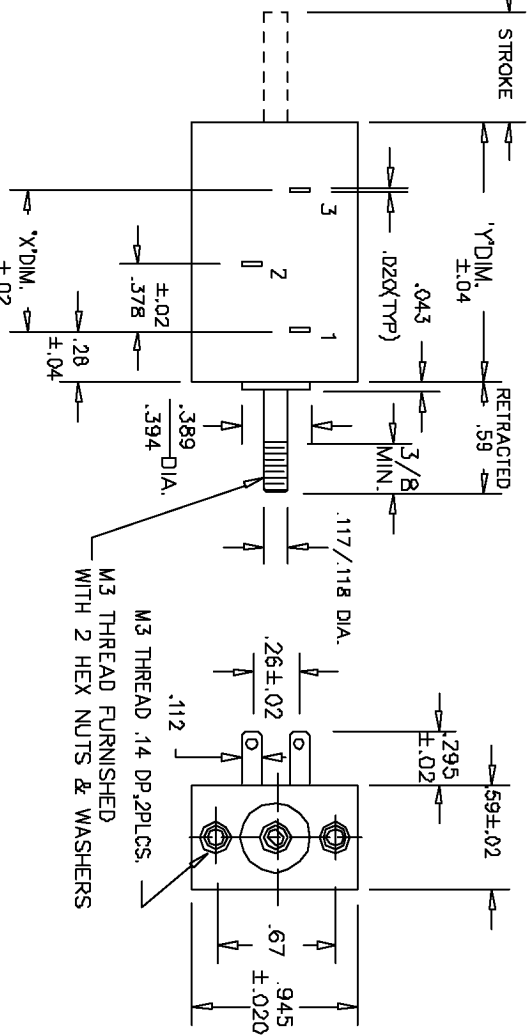 STROKE
'Y'DIM.
±.04
RETRACTED
.59
.020(TYP)
.043
3/8
MIN.
.117/.118 DIA.
3
2
1
'X'DIM.
±.02
±.02
.378
.28
±.04
.389
.394
DIA.
M3 THREAD FURNISHED
WITH 2 HEX NUTS & WASHERS
M3 THREAD .14 DP,2PLCS.
.112
.26±.02
.295
±.02
.59±.02
.67
.945
±.020